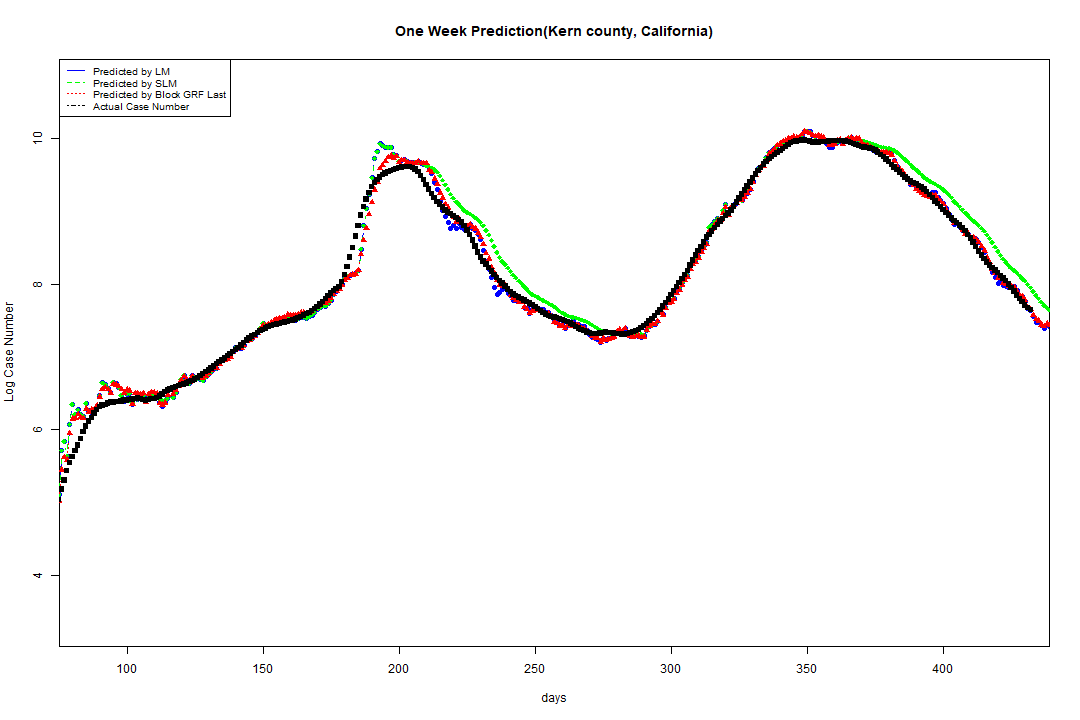 One Week Prediction(Kern county, California)
Predicted by LM
Predicted by SLM
Predicted by Block GRF Last
Actual Case Number
10
8
6
4
Log Case Number
100 150 200 250 300 350 400
days